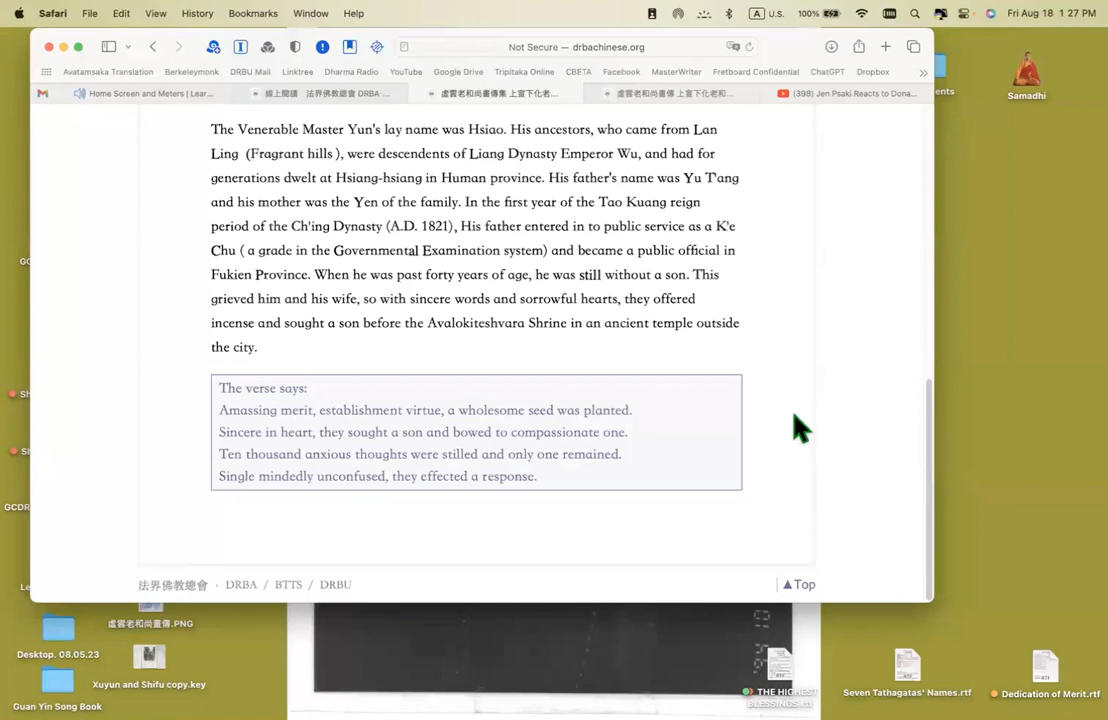 Safari File Edit View History Bookmarks Window Help
A U.S. 100% Fri Aug 18 1:27 PM
Not Secure — drbachinese.org
Avatamsaka Translation Berkeleymonk DRBU Mail Linktree Dharma Radio YouTube Google Drive Tripitaka Online CBETA Facebook MasterWriter Fretboard Confidential ChatGPT Dropbox
Home Screen and Meters | Lear... 線上閱讀 法界佛教總會 DRBA·... 虛雲老和尚畫傳集 上宣下化老... 虛雲老和尚畫傳 上宣下化老和... (398) Jen Psaki Reacts to Dona...
ents
Samadhi
The Venerable Master Yun's lay name was Hsiao. His ancestors, who came from Lan
Ling (Fragrant hills ), were descendents of Liang Dynasty Emperor Wu, and had for
generations dwelt at Hsiang-hsiang in Human province. His father's name was Yu T'ang
and his mother was the Yen of the family. In the first year of the Tao Kuang reign
period of the Ch'ing Dynasty (A.D. 1821), His father entered in to public service as a K'e
Chu ( a grade in the Governmental Examination system) and became a public official in
Fukien Province. When he was past forty years of age, he was still without a son. This
grieved him and his wife, so with sincere words and sorrowful hearts, they offered
incense and sought a son before the Avalokiteshvara Shrine in an ancient temple outside
the city.
The verse says:
Amassing merit, establishment virtue, a wholesome seed was planted.
Sincere in heart, they sought a son and bowed to compassionate one.
Ten thousand anxious thoughts were stilled and only one remained.
Single mindedly unconfused, they effected a response.
GU
Sh
Si
GCDR
Le
法界佛教總會 · DRBA / BTTS / DRBU
▲Top
虛雲老和尚畫傳.PNG
Desktop. 08.05.23
Xuyun and Shifu copy.key
Guan Yin Song Book
THE HIGHEST
BLESSINGS.rtf
Seven Tathagatas' Names.rtf
Dedication of Merit.rtf